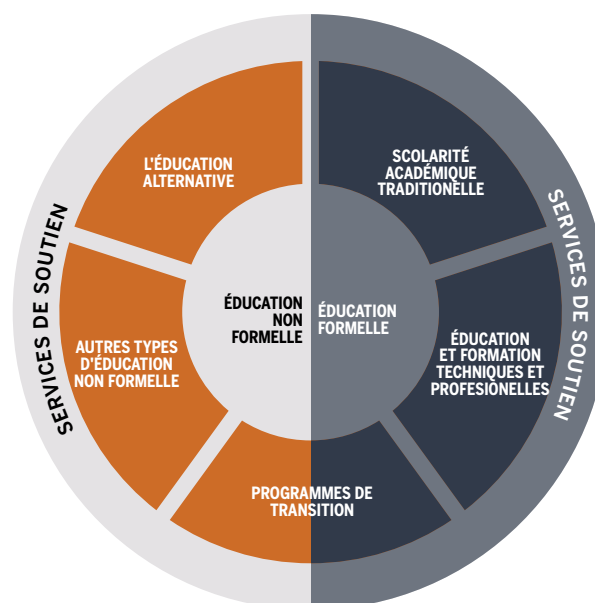 L'ÉDUCATION
ALTERNATIVE
SCOLARITÉ
ACADÉMIQUE
TRADITIONELLE
SERVICES DE SOUTIEN
SERVICES DE SOUTIEN
ÉDUCATION
NON
FORMELLE
ÉDUCATION
FORMELLE
AUTRES TYPES
D'ÉDUCATION
NON FORMELLE
ÉDUCATION
ET FORMATION
TECHNIQUES ET
PROFESIONELLES
PROGRAMMES DE
TRANSITION